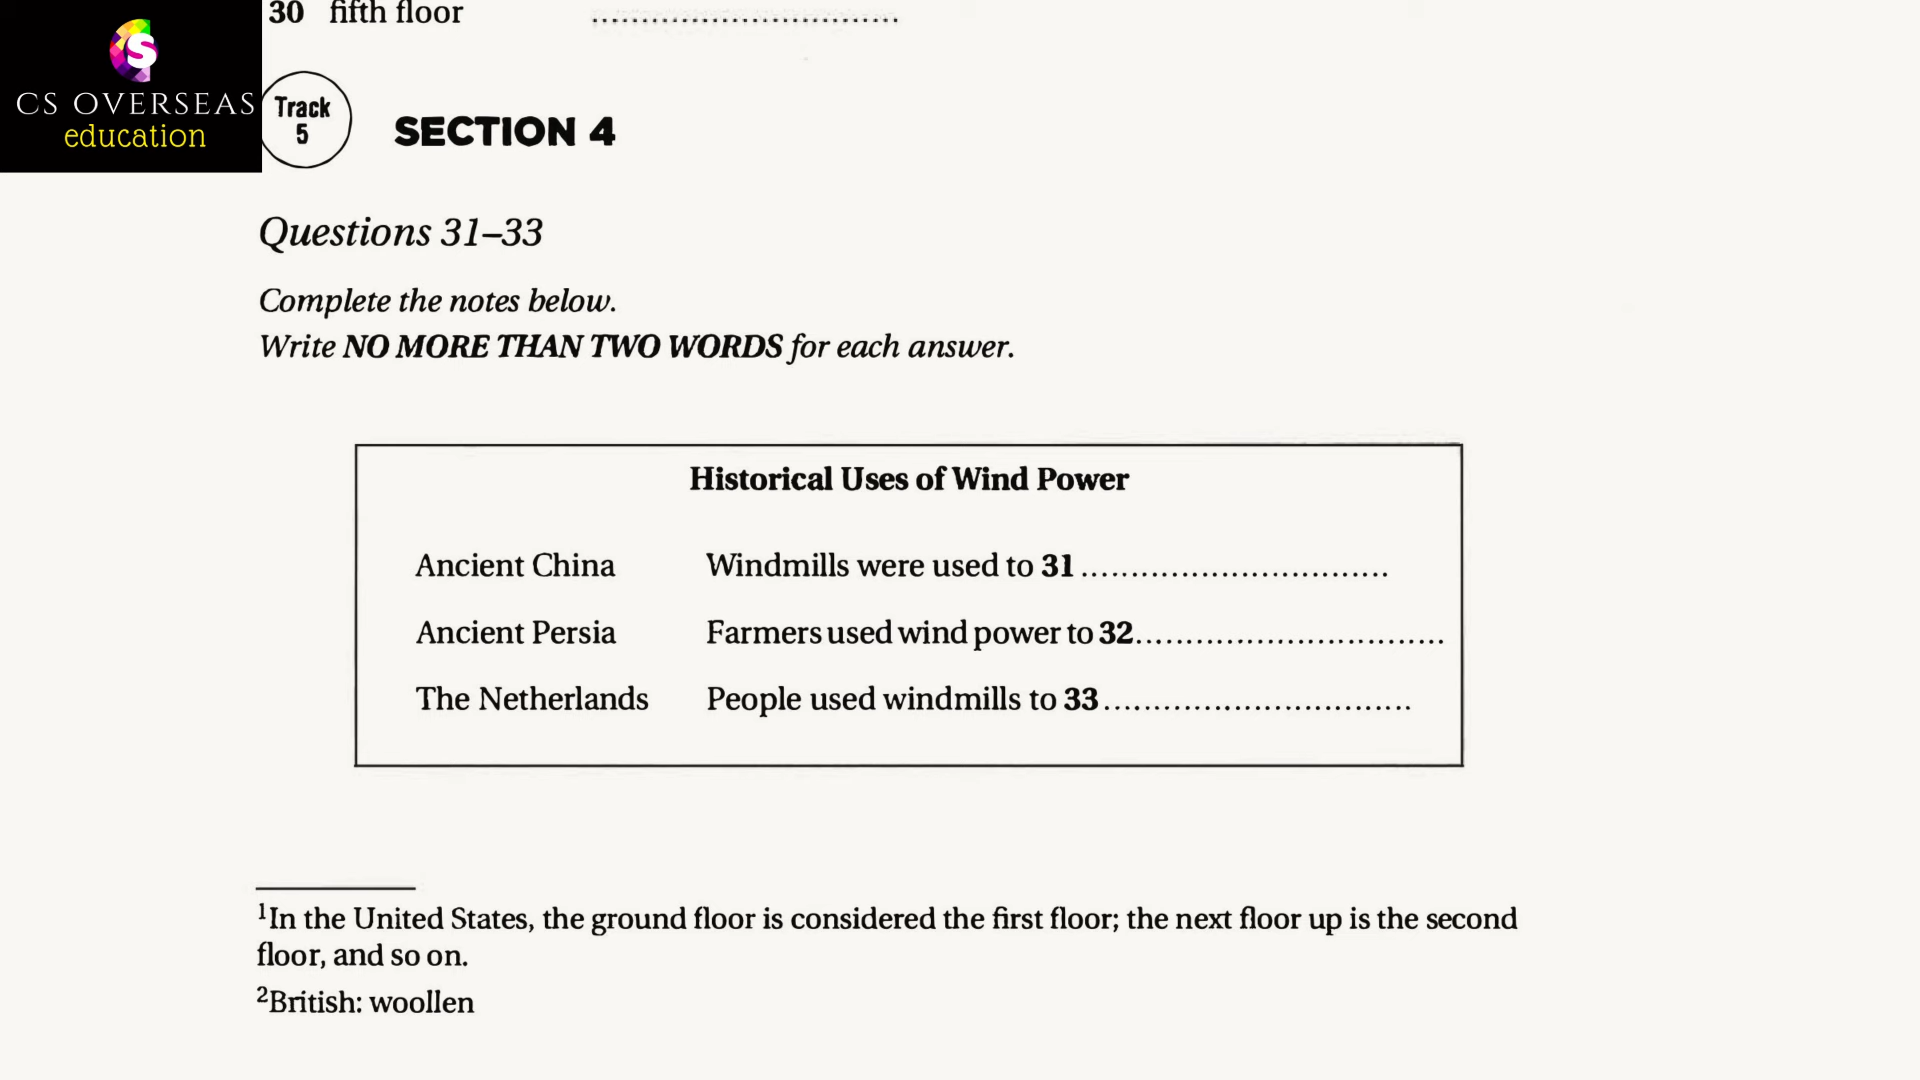 30 fifth floor ..............................
CS OVERSEAS
education
Track
5
SECTION 4
Questions 31–33
Complete the notes below.
Write NO MORE THAN TWO WORDS for each answer.
Historical Uses of Wind Power
Ancient China Windmills were used to 31 ..............................
Ancient Persia Farmers used wind power to 32..............................
The Netherlands People used windmills to 33..............................
1In the United States, the ground floor is considered the first floor; the next floor up is the second
floor, and so on.
2British: woollen